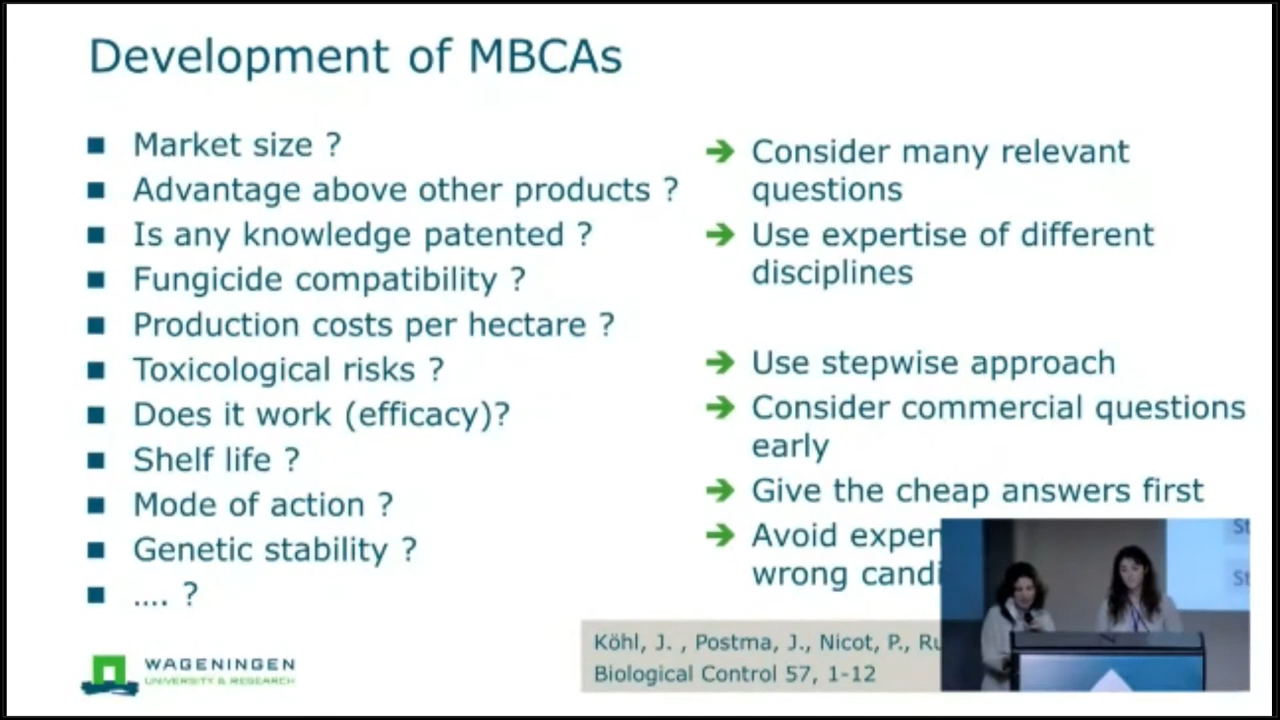 Development of MBCAs
Market size ?
Advantage above other products ?
Is any knowledge patented ?
Fungicide compatibility ?
Production costs per hectare ?
Toxicological risks ?
Does it work (efficacy)?
Shelf life ?
Mode of action ?
Genetic stability ?
.... ?
Consider many relevant
questions
Use expertise of different
disciplines
Use stepwise approach
Consider commercial questions
early
Give the cheap answers first
Avoid
wrong
Köhl, J. , Postma, J., Nicot, P.,
Biological Control 57, 1-12
WAGENINGEN
UNIVERSITY & RESEARCH